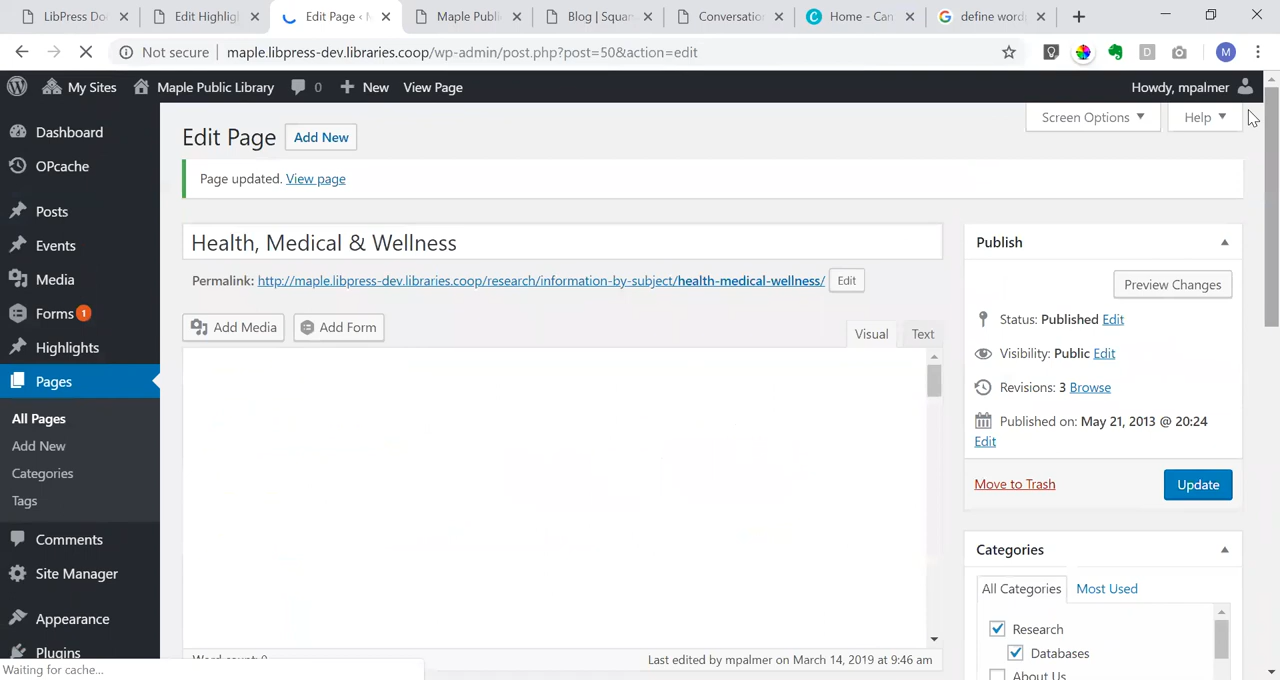 LibPress Do
Edit Highlig
Edit Page ‹ M
Maple Publi
Blog | Squar
Conversation
Home - Can
define word
Not secure | maple.libpress-dev.libraries.coop/wp-admin/post.php?post=50&action=edit
D
M
My Sites Maple Public Library 0 New View Page Howdy, mpalmer
Screen Options Help
Dashboard
OPcache
Posts
Events
Media
Forms 1
Highlights
Pages
All Pages
Add New
Categories
Tags
Comments
Site Manager
Appearance
Plugins
Waiting for cache...
Edit Page Add New
Page updated. View page
Health, Medical & Wellness
Permalink: http://maple.libpress-dev.libraries.coop/research/information-by-subject/health-medical-wellness/ Edit
Add Media Add Form Visual Text
Word count: 0 Last edited by mpalmer on March 14, 2019 at 9:46 am
Publish
Preview Changes
Status: Published Edit
Visibility: Public Edit
Revisions: 3 Browse
Published on: May 21, 2013 @ 20:24
Edit
Move to Trash Update
Categories
All Categories Most Used
Research
Databases
About Us